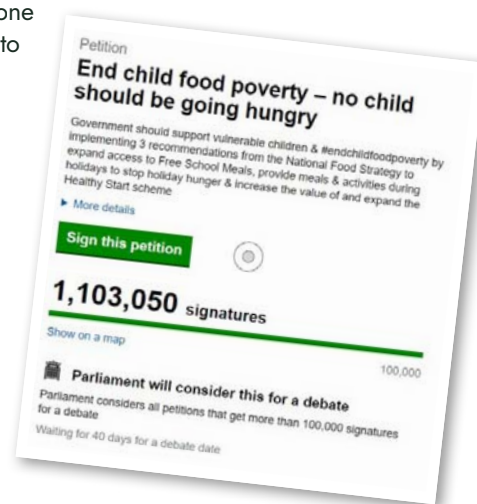 one
to
Petition
End child food poverty – no child
should be going hungry
Government should support vulnerable children & #endchildfoodpoverty by
implementing 3 recommendations from the National Food Strategy to
expand access to Free School Meals, provide meals & activities during
holidays to stop holiday hunger & increase the value of and expand the
Healthy Start scheme
► More details
Sign this petition
1,103,050 signatures
Show on a map
100,000
Parliament will consider this for a debate
Parliament considers all petitions that get more than 100,000 signatures
for a debate
Waiting for 40 days for a debate date